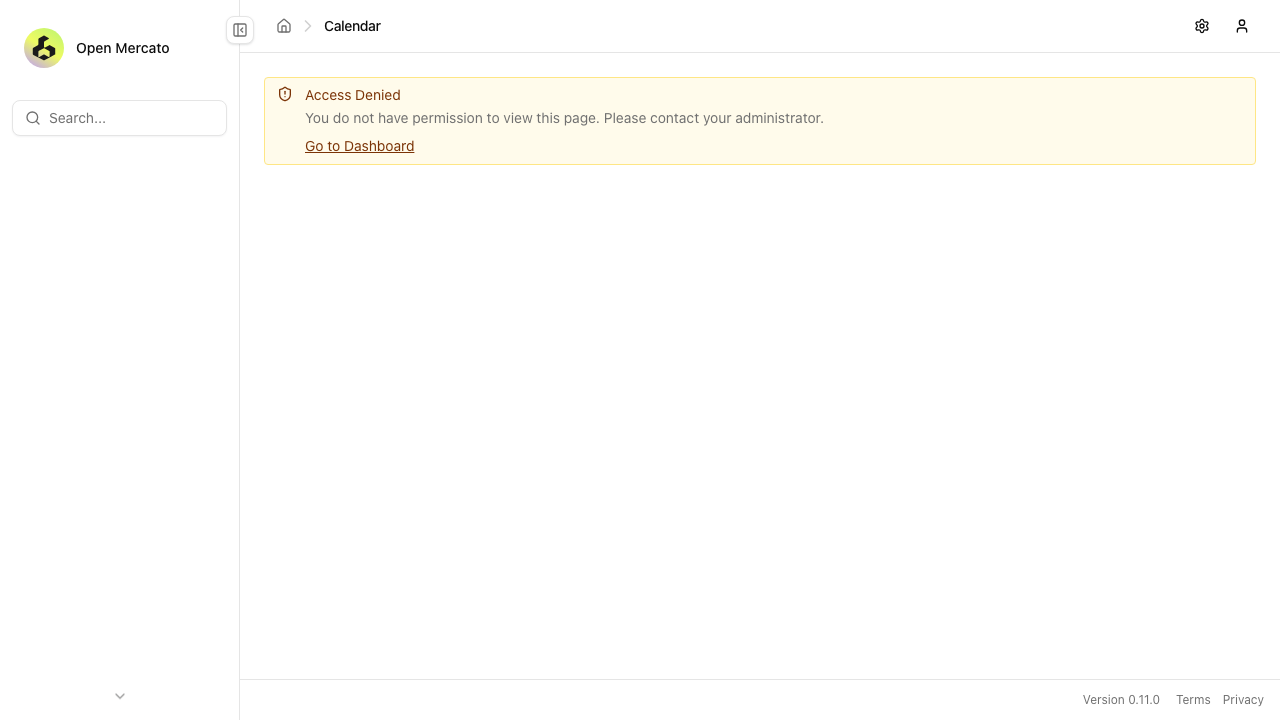 Open Mercato
Search...
Calendar
Access Denied
You do not have permission to view this page. Please contact your administrator.
Go to Dashboard
Version 0.11.0
Terms
Privacy